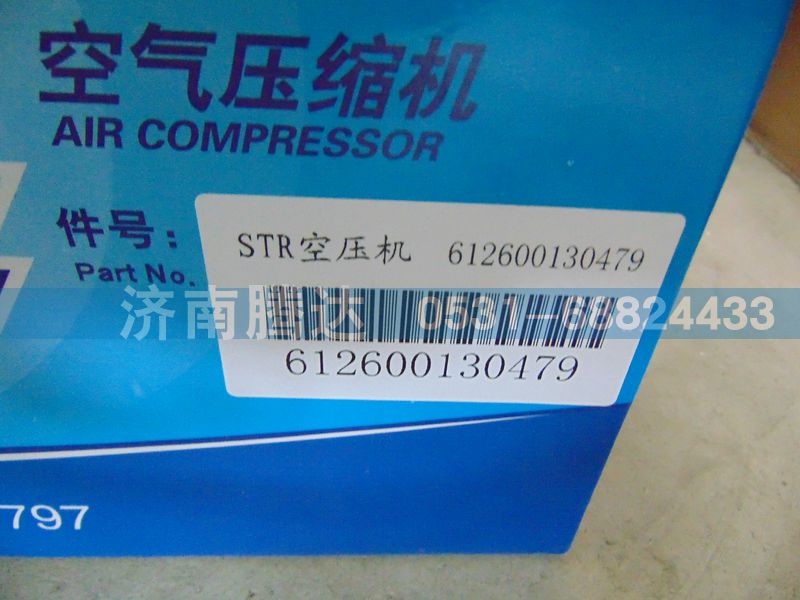 空气压缩机
AIR COMPRESSOR
件号：
Part No.
STR空压机 612600130479
济南腾达 0531-68824433
612600130479
797